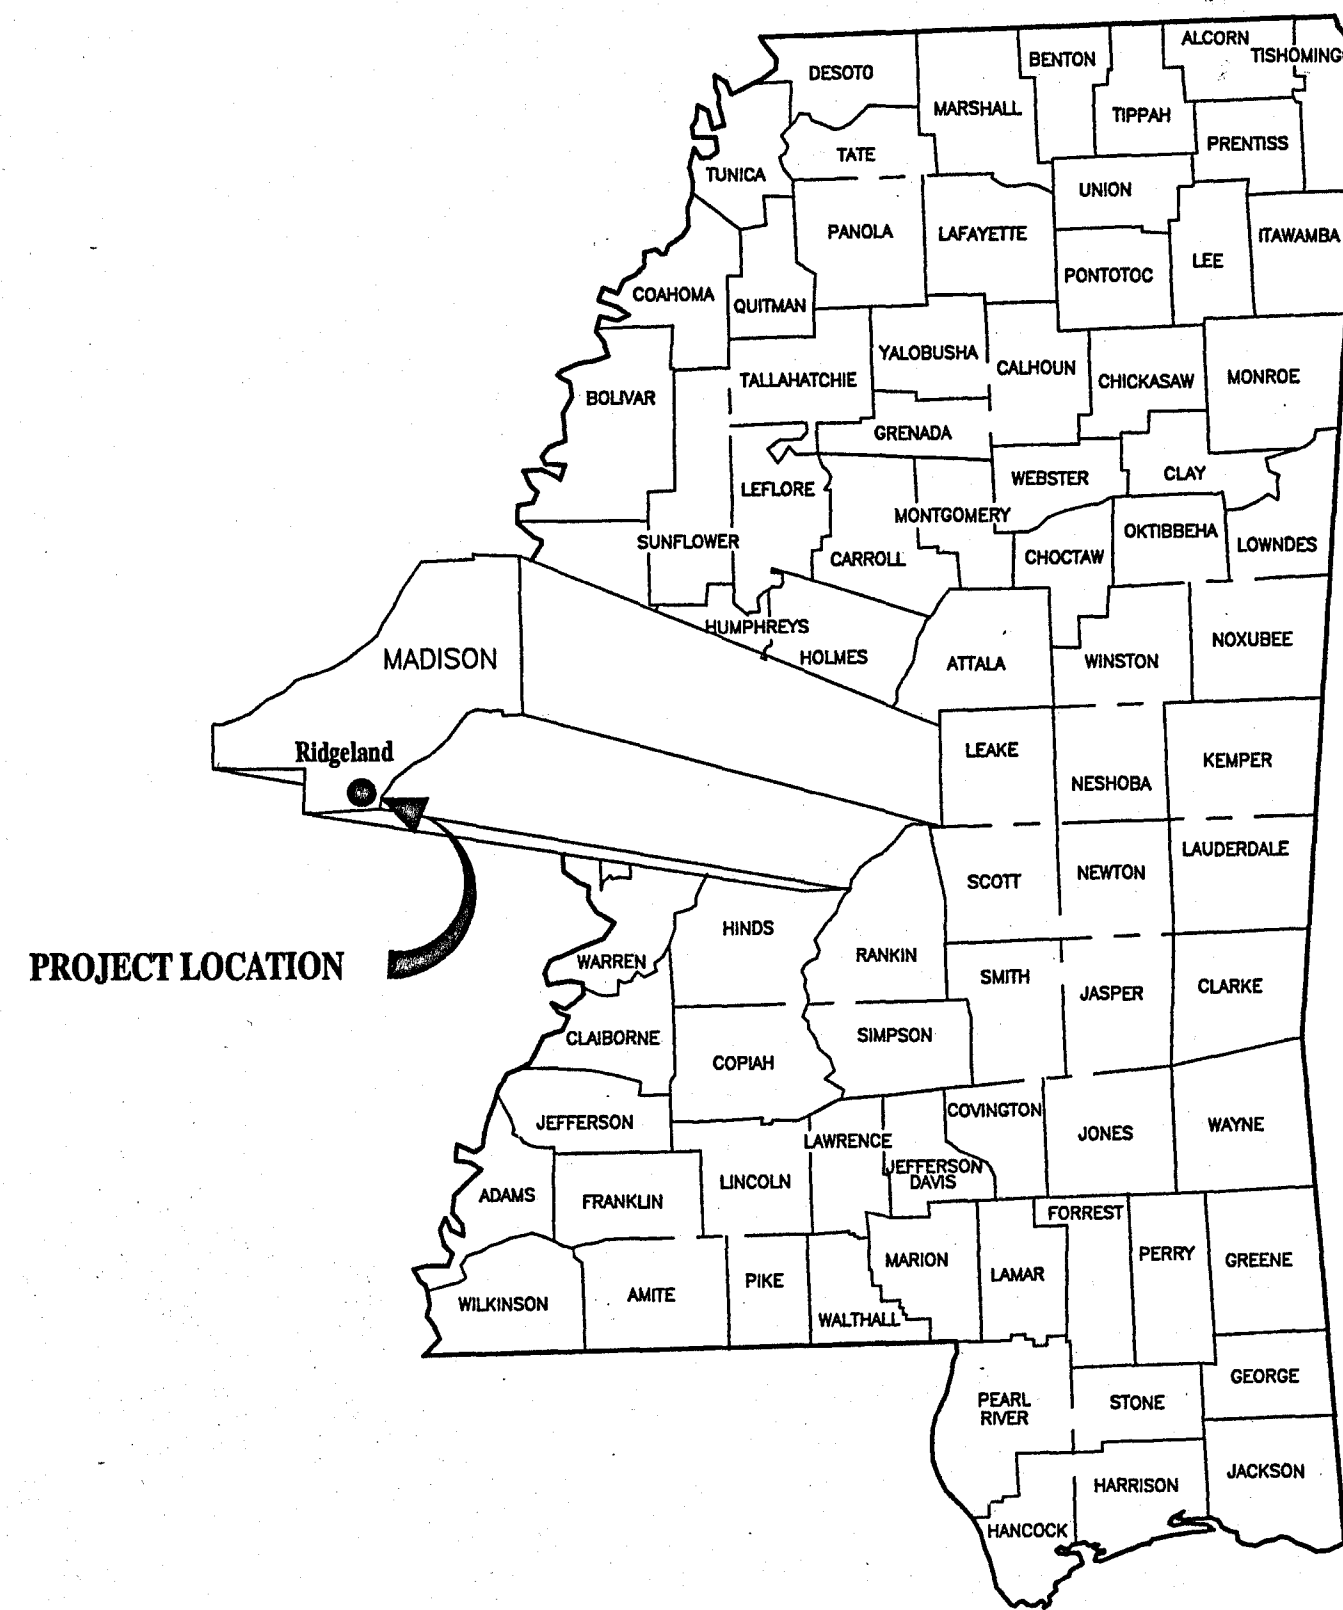 ALCORN
TISHOMING
BENTON
DESOTO
MARSHALL
TIPPAH
PRENTISS
TATE
TUNICA
UNION
PANOLA
LAFAYETTE
ITAWAMBA
LEE
PONTOTOC
COAHOMA
QUITMAN
YALOBUSHA
CALHOUN
TALLAHATCHIE
CHICKASAW
MONROE
BOLIVAR
GRENADA
WEBSTER
CLAY
LEFLORE
MONTGOMERY
OKTIBBEHA
SUNFLOWER
LOWNDES
CARROLL
CHOCTAW
HUMPHREYS
NOXUBEE
MADISON
HOLMES
ATTALA
WINSTON
Ridgeland
LEAKE
KEMPER
NESHOBA
LAUDERDALE
SCOTT
NEWTON
HINDS
PROJECT LOCATION
WARREN
RANKIN
SMITH
JASPER
CLARKE
CLAIBORNE
SIMPSON
COPIAH
COVINGTON
JEFFERSON
LAWRENCE
JONES
WAYNE
JEFFERSON
DAVIS
LINCOLN
ADAMS
FRANKLIN
FORREST
PERRY
MARION
GREENE
LAMAR
PIKE
AMITE
WILKINSON
WALTHALL
GEORGE
PEARL
RIVER
STONE
JACKSON
HARRISON
HANCOCK